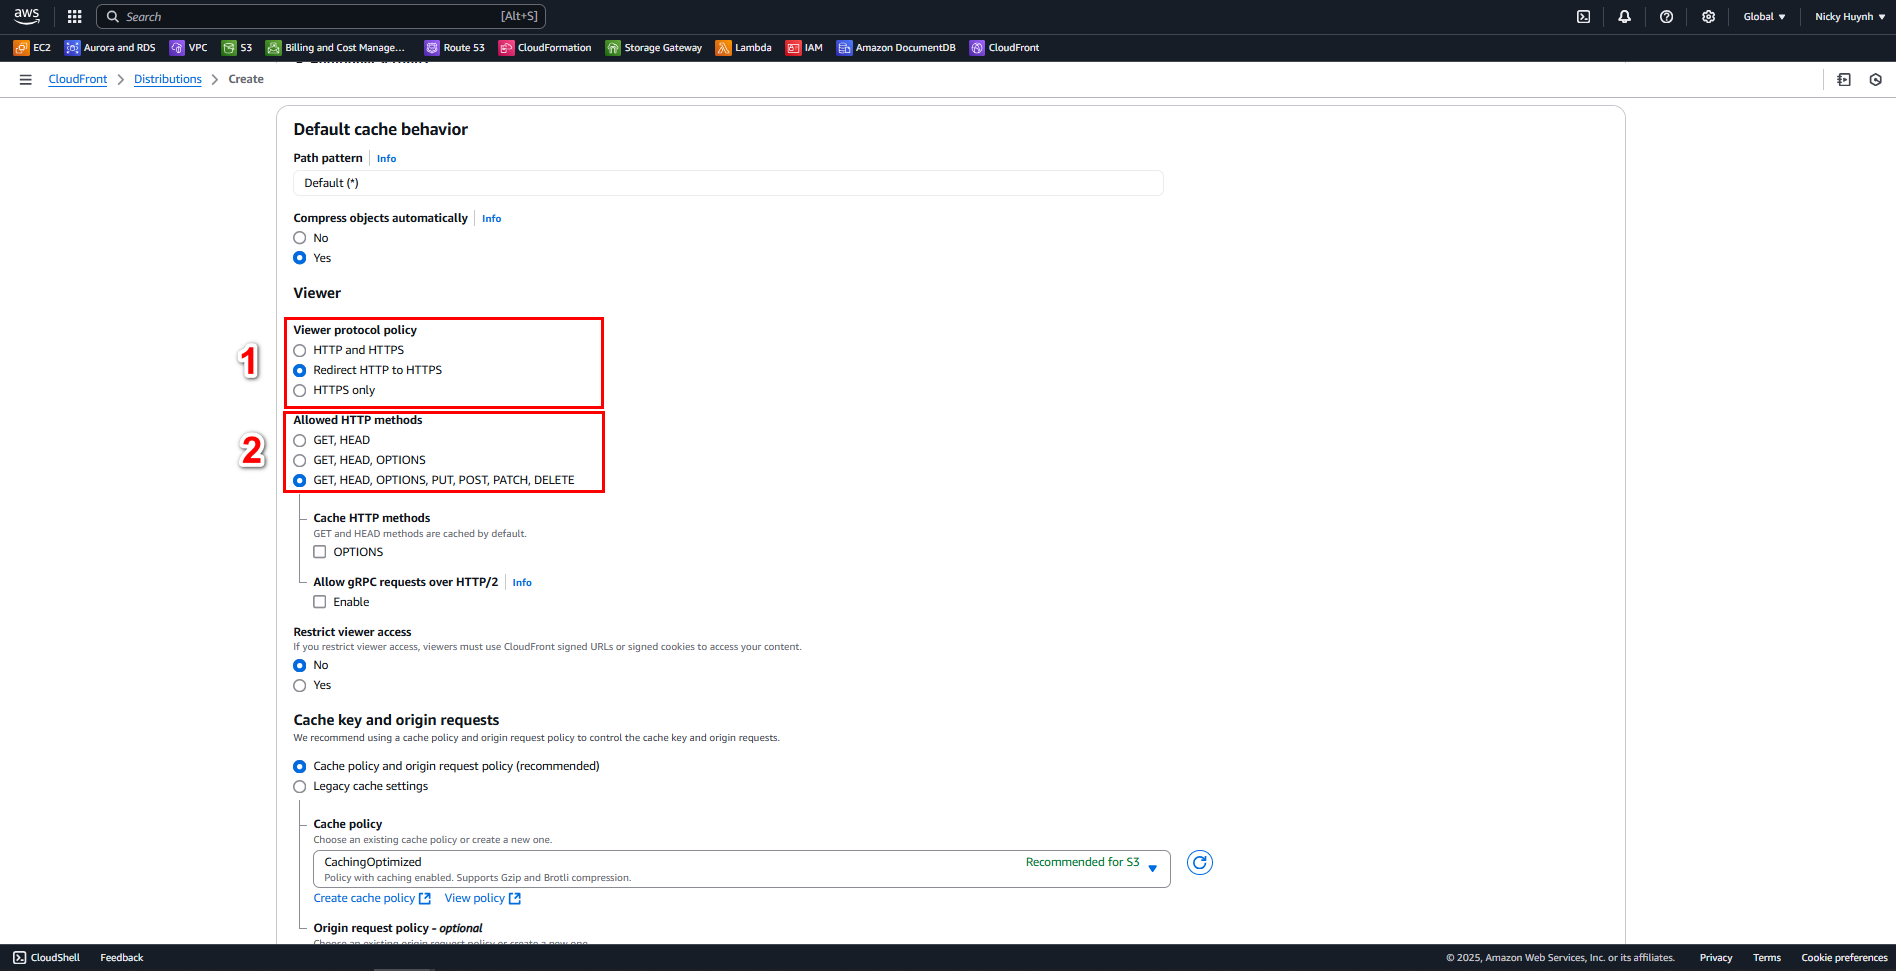 aws
Search
[Alt+S]
Global
Nicky Huynh
EC2
Aurora and RDS
VPC
S3
Billing and Cost Manage...
Route 53
CloudFormation
Storage Gateway
Lambda
IAM
Amazon DocumentDB
CloudFront
CloudFront
Distributions
Create
Default cache behavior
Path pattern
Info
Default (*)
Compress objects automatically
Info
No
Yes
Viewer
1
Viewer protocol policy
HTTP and HTTPS
Redirect HTTP to HTTPS
HTTPS only
2
Allowed HTTP methods
GET, HEAD
GET, HEAD, OPTIONS
GET, HEAD, OPTIONS, PUT, POST, PATCH, DELETE
Cache HTTP methods
GET and HEAD methods are cached by default.
OPTIONS
Allow gRPC requests over HTTP/2
Info
Enable
Restrict viewer access
If you restrict viewer access, viewers must use CloudFront signed URLs or signed cookies to access your content.
No
Yes
Cache key and origin requests
We recommend using a cache policy and origin request policy to control the cache key and origin requests.
Cache policy and origin request policy (recommended)
Legacy cache settings
Cache policy
Choose an existing cache policy or create a new one.
CachingOptimized
Recommended for S3
Policy with caching enabled. Supports Gzip and Brotli compression.
Create cache policy
View policy
Origin request policy - optional
Choose an existing origin request policy or create a new one.
CloudShell
Feedback
© 2025, Amazon Web Services, Inc. or its affiliates.
Privacy
Terms
Cookie preferences